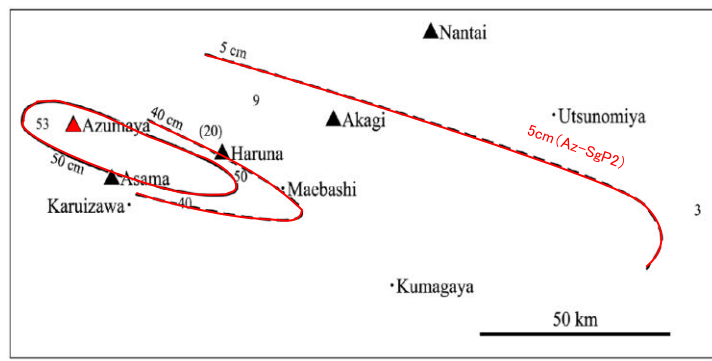 Nantai
5 cm
9
40 cm
Utsunomiya
53
Azumaya
(20)
Akagi
5cm(Az-SgP2)
Haruna
50 cm
Asama
50
Maebashi
Karuizawa
40
3
Kumagaya
50 km